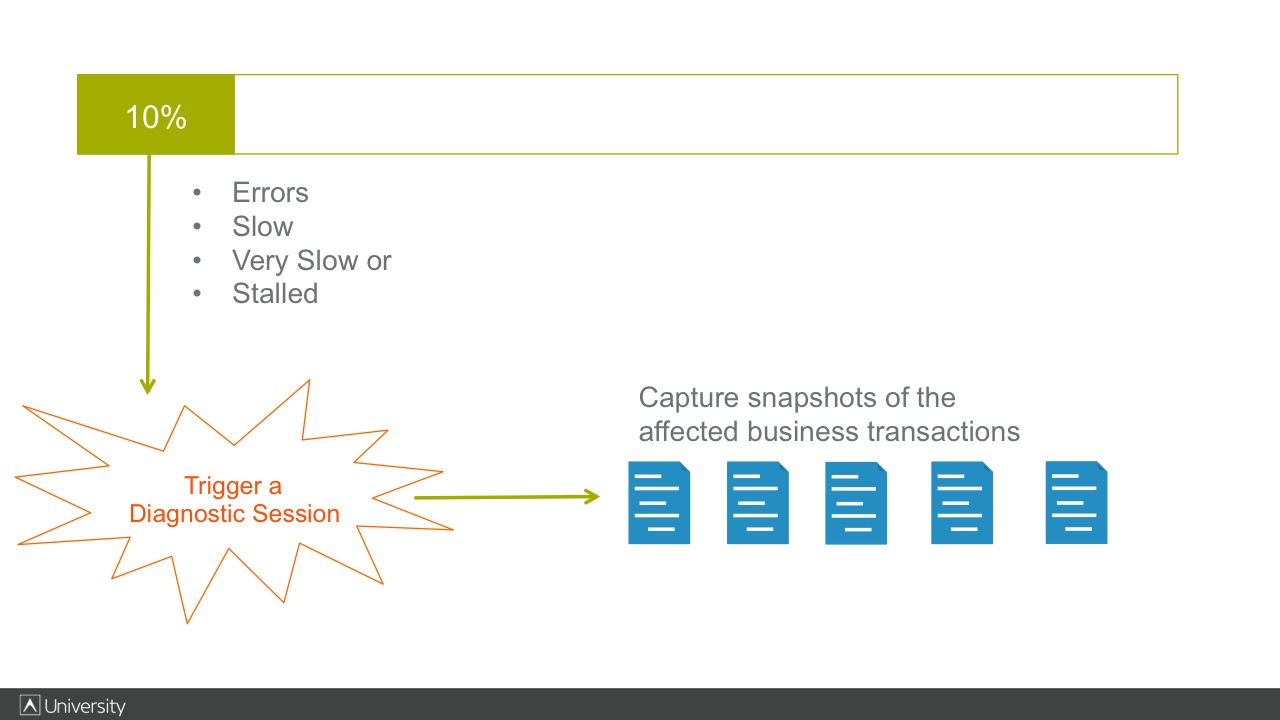 10%
• Errors
• Slow
• Very Slow or
• Stalled
Capture snapshots of the
affected business transactions
Trigger a
Diagnostic Session
University